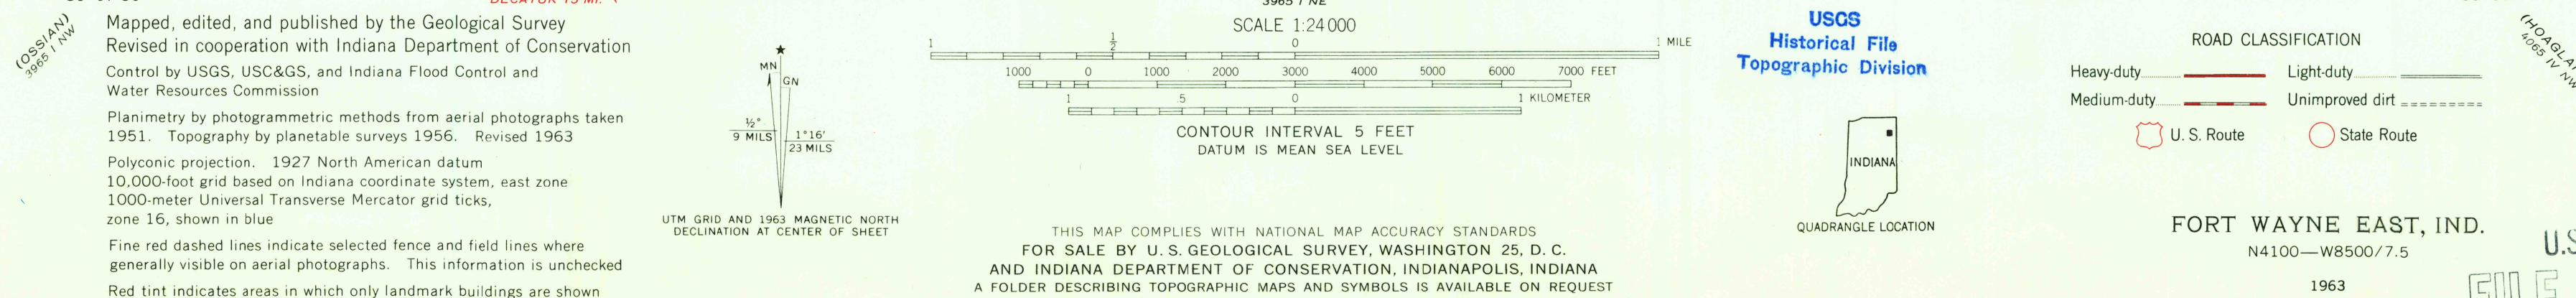 (OSSIAN)
3965 I NW
Mapped, edited, and published by the Geological Survey
Revised in cooperation with Indiana Department of Conservation
Control by USGS, USC&GS, and Indiana Flood Control and
Water Resources Commission
Planimetry by photogrammetric methods from aerial photographs taken
1951. Topography by planetable surveys 1956. Revised 1963
Polyconic projection. 1927 North American datum
10,000-foot grid based on Indiana coordinate system, east zone
1000-meter Universal Transverse Mercator grid ticks,
zone 16, shown in blue
Fine red dashed lines indicate selected fence and field lines where
generally visible on aerial photographs. This information is unchecked
Red tint indicates areas in which only landmark buildings are shown
MN
GN
½°
9 MILS
1°16′
23 MILS
UTM GRID AND 1963 MAGNETIC NORTH
DECLINATION AT CENTER OF SHEET
3965 I NE
SCALE 1:24 000
1 ½ 0 1 MILE
1000 0 1000 2000 3000 4000 5000 6000 7000 FEET
1 .5 0 1 KILOMETER
CONTOUR INTERVAL 5 FEET
DATUM IS MEAN SEA LEVEL
THIS MAP COMPLIES WITH NATIONAL MAP ACCURACY STANDARDS
FOR SALE BY U. S. GEOLOGICAL SURVEY, WASHINGTON 25, D. C.
AND INDIANA DEPARTMENT OF CONSERVATION, INDIANAPOLIS, INDIANA
A FOLDER DESCRIBING TOPOGRAPHIC MAPS AND SYMBOLS IS AVAILABLE ON REQUEST
USGS
Historical File
Topographic Division
INDIANA
QUADRANGLE LOCATION
ROAD CLASSIFICATION
Heavy-duty Light-duty
Medium-duty Unimproved dirt
U. S. Route State Route
FORT WAYNE EAST, IND.
N4100—W8500/7.5
1963
4065 IV NW